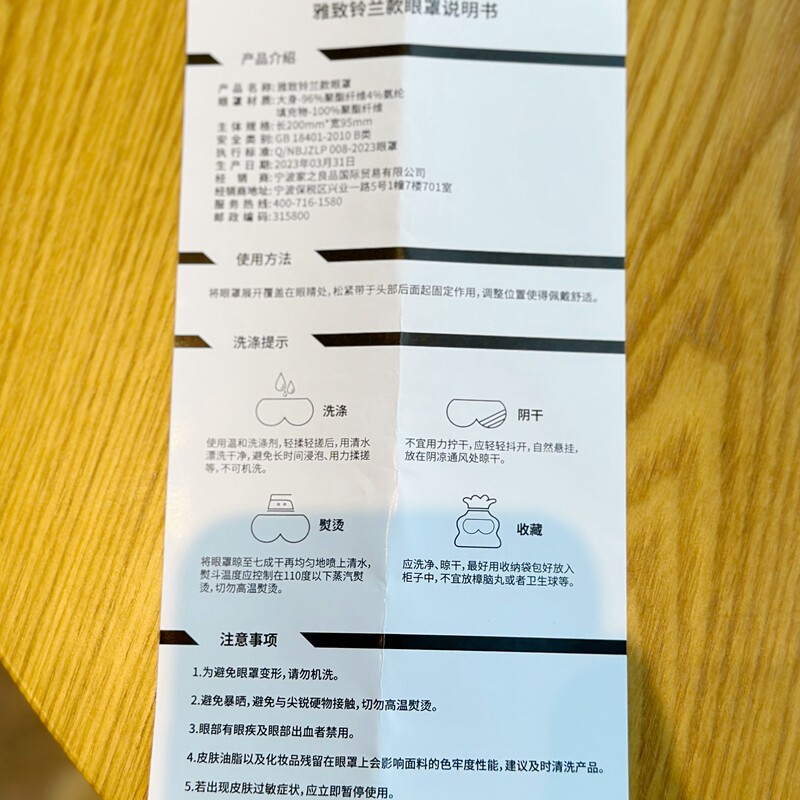 雅致铃兰款眼罩说明书
产品介紹
产品名称:雅致铃兰款眼罩
眼罩材质:大身-96%聚酯纤维4%氨纶
填充物-100%聚酯纤维
主体规格:长200mm*宽95mm
安全类别:GB 18401-2010 B类
执行标准:Q/NBJZLP 008-2023眼罩
生产日期:2023年03月31日
经销商:宁波家之良品国际贸易有限公司
经销商地址:宁波保税区兴业一路5号1幢7楼701室
服务热线:400-716-1580
邮政编码:315800
使用方法
将眼罩展开覆盖在眼睛处,松紧带于头部后面起固定作用,调整位置使得佩戴舒适。
洗涤提示
洗涤
使用温和洗涤剂,轻揉轻搓后,用清水
漂洗干净,避免长时间浸泡、用力揉搓
等,不可机洗。
阴干
不宜用力拧干,应轻轻抖开,自然悬挂,
放在阴凉通风处晾干。
熨烫
将眼罩晾至七成干再均匀地喷上清水,
熨斗温度应控制在110度以下蒸汽熨
烫,切勿高温熨烫。
收藏
应洗净、晾干,最好用收纳袋包好放入
柜子中,不宜放樟脑丸或者卫生球等。
注意事项
1.为避免眼罩变形,请勿机洗。
2.避免暴晒,避免与尖锐硬物接触,切勿高温熨烫。
3.眼部有眼疾及眼部出血者禁用。
4.皮肤油脂以及化妆品残留在眼罩上会影响面料的色牢度性能,建议及时清洗产品。
5.若出现皮肤过敏症状,应立即暂停使用。